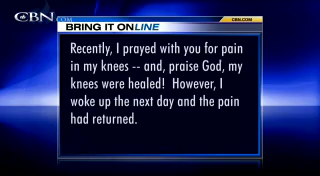 CBN.COM
CBN.COM
BRING IT ONLINE
Recently, I prayed with you for pain
in my knees -- and, praise God, my
knees were healed! However, I
woke up the next day and the pain
had returned.